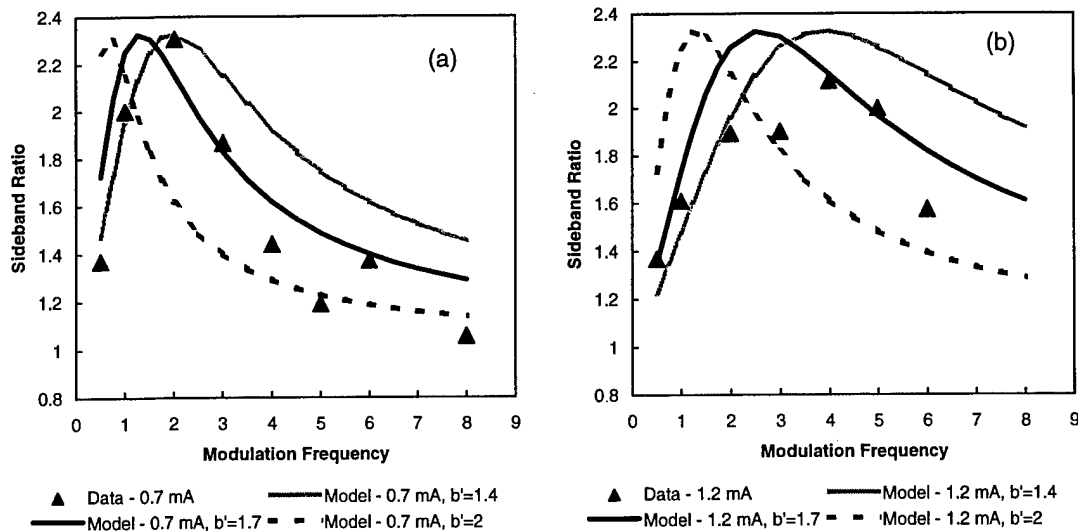 2.4
2.2
2
1.8
1.6
1.4
1.2
1
0.8
Sideband Ratio
(a)
0 1 2 3 4 5 6 7 8 9
Modulation Frequency
Data - 0.7 mA
Model - 0.7 mA, b'=1.4
Model - 0.7 mA, b'=1.7
Model - 0.7 mA, b'=2
2.4
2.2
2
1.8
1.6
1.4
1.2
1
0.8
Sideband Ratio
(b)
0 1 2 3 4 5 6 7 8 9
Modulation Frequency
Data - 1.2 mA
Model - 1.2 mA, b'=1.4
Model - 1.2 mA, b'=1.7
Model - 1.2 mA, b'=2